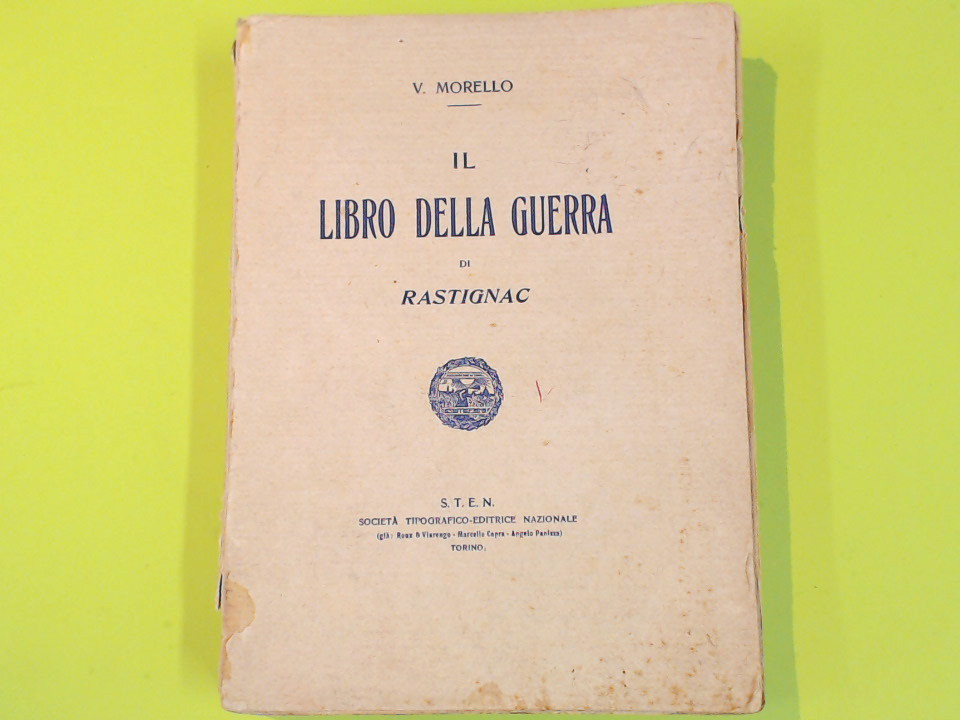 V. MORELLO
IL
LIBRO DELLA GUERRA
DI
RASTIGNAC
S. T. E. N.
SOCIETÀ TIPOGRAFICO-EDITRICE NAZIONALE
(già: Roux e Viarengo - Marcello Capra - Angelo Panizza)
TORINO.